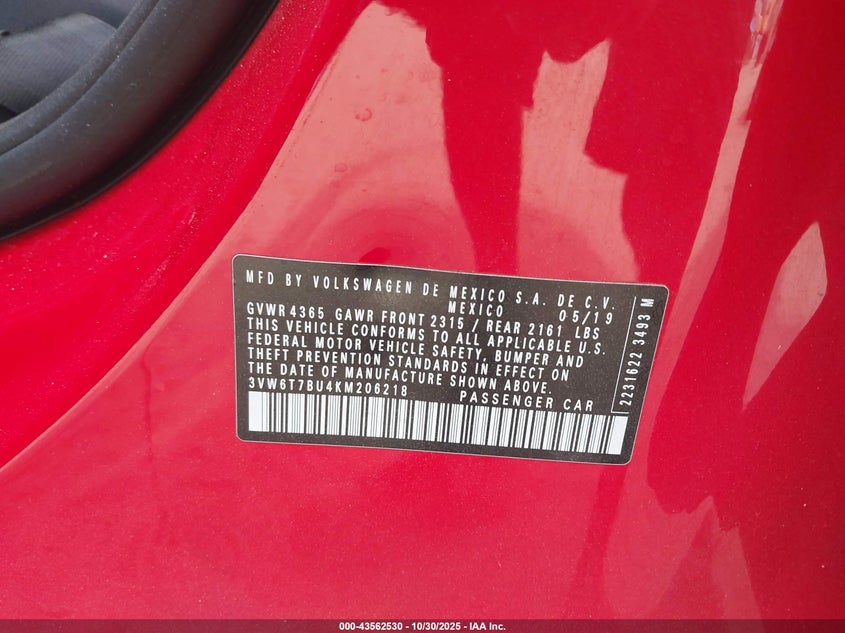 MFD BY VOLKSWAGEN DE MEXICO S.A. DE C.V.
MEXICO 05/19
GVWR 4365 GAWR FRONT 2315 / REAR 2161 LBS
THIS VEHICLE CONFORMS TO ALL APPLICABLE U.S.
FEDERAL MOTOR VEHICLE SAFETY, BUMPER AND
THEFT PREVENTION STANDARDS IN EFFECT ON
THE DATE OF MANUFACTURE SHOWN ABOVE.
3VW6T7BU4KM206218 PASSENGER CAR
2231622 3493 M
000-43562530 - 10/30/2025 - IAA Inc.